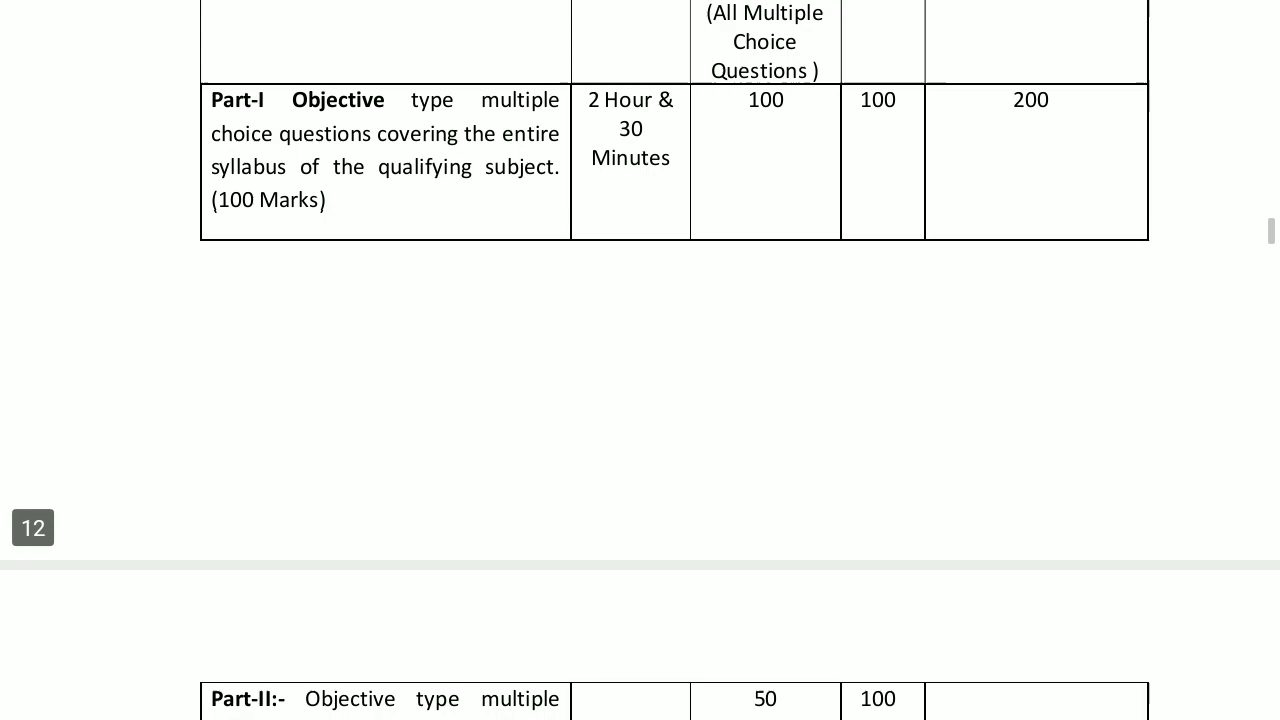 (All Multiple
Choice
Questions )
Part-I Objective type multiple
choice questions covering the entire
syllabus of the qualifying subject.
(100 Marks)
2 Hour &
30
Minutes
100
100
200
12
Part-II:- Objective type multiple
50
100